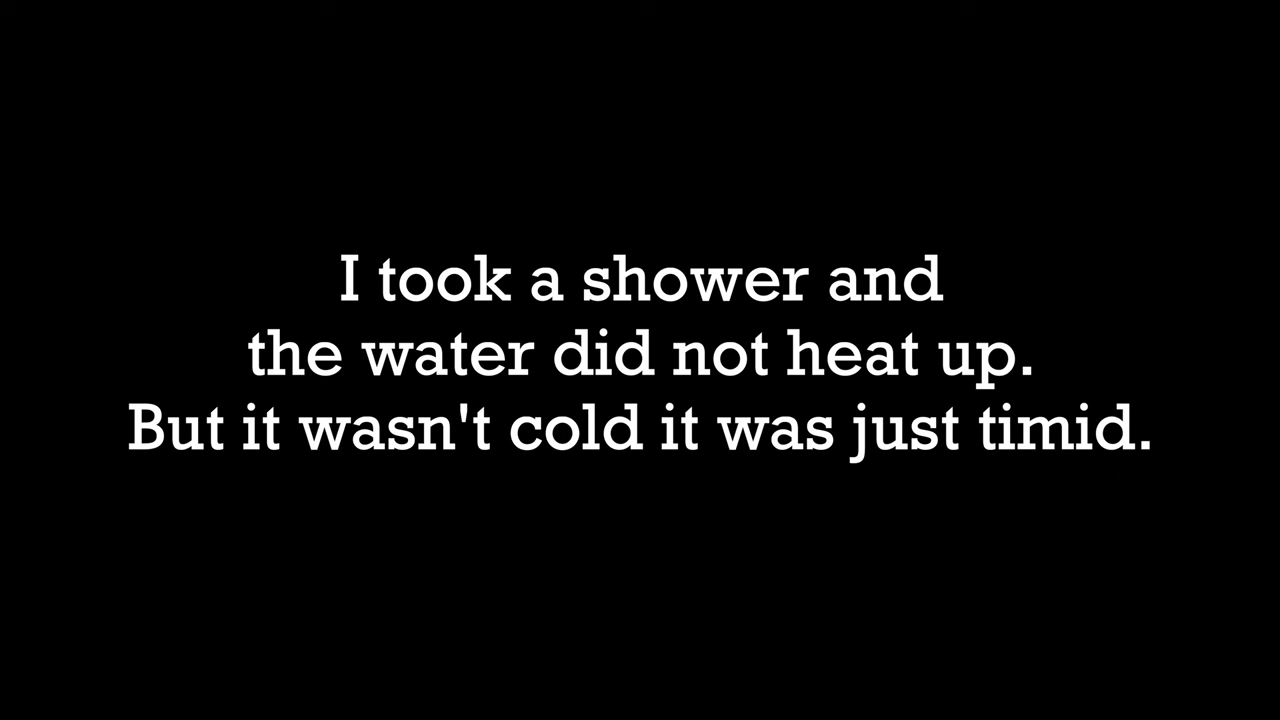 I took a shower and
the water did not heat up.
But it wasn't cold it was just timid.